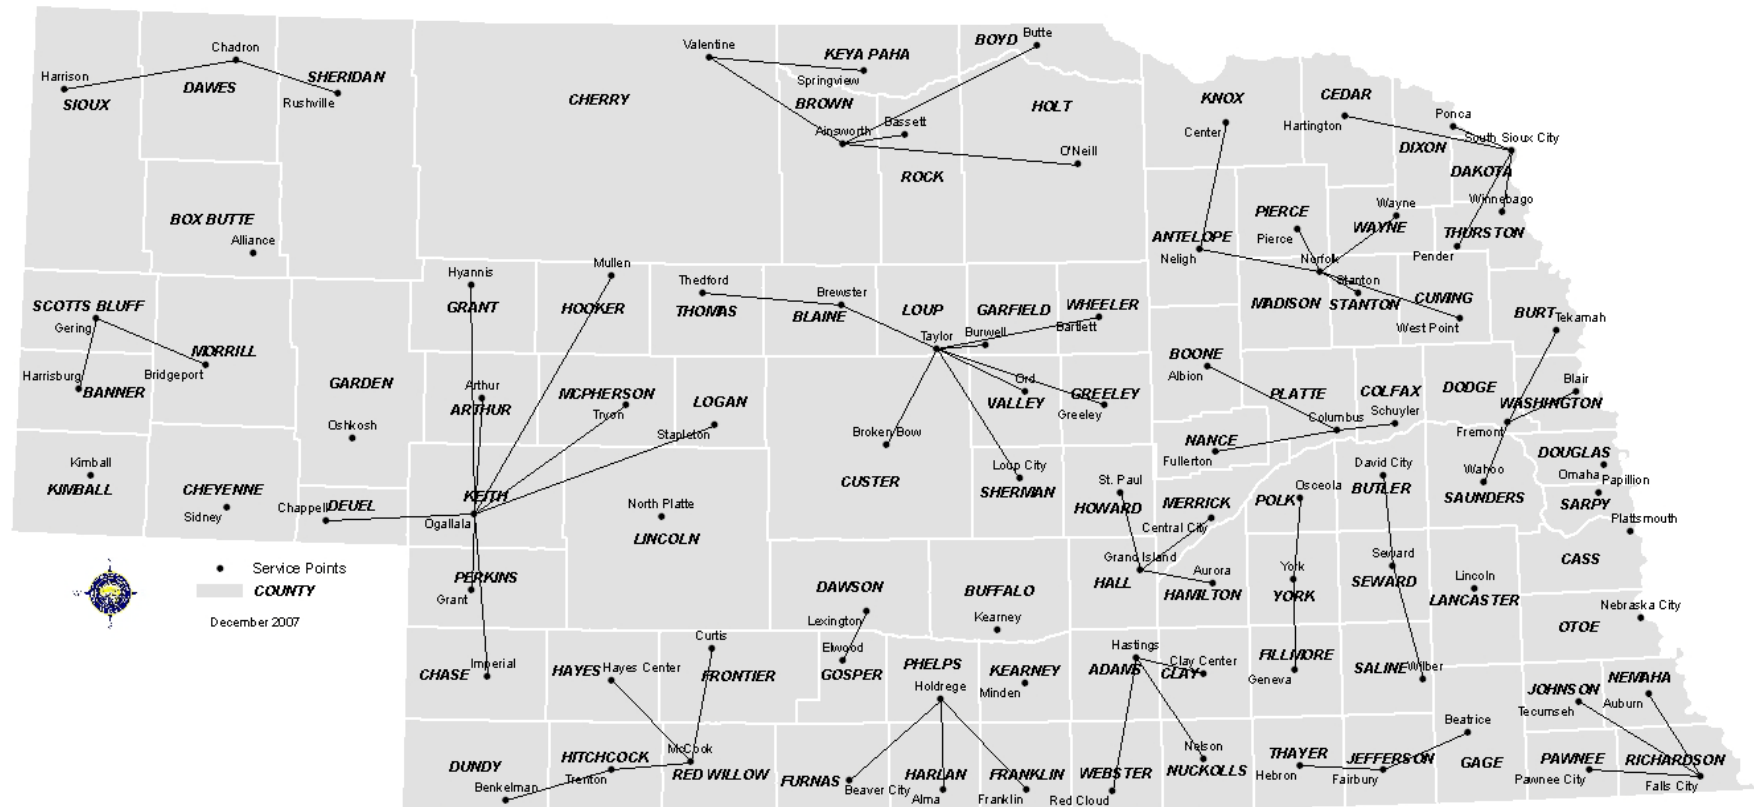 Harrison
SIOUX
Chadron
DAWES
SHERIDAN
Rushville
BOX BUTTE
Alliance
CHERRY
Valentine
KEYA PAHA
Springview
BROWN
Ainsworth
Bassett
ROCK
BOYD
Butte
HOLT
O'Neill
KNOX
Center
CEDAR
Hartington
Ponca
South Sioux City
DIXON
DAKOTA
Winnebago
THURSTON
Pender
PIERCE
Pierce
Wayne
WAYNE
ANTELOPE
Neligh
Norfolk
MADISON
Stanton
STANTON
CUMING
West Point
BURT
Tekamah
SCOTTS BLUFF
Gering
Harrisburg
BANNER
MORRILL
Bridgeport
GARDEN
Oshkosh
Kimball
KIMBALL
CHEYENNE
Sidney
Chappell
DEUEL
Hyannis
GRANT
Mullen
HOOKER
Thedford
THOMAS
Brewster
BLAINE
LOUP
Taylor
GARFIELD
Burwell
WHEELER
Bartlett
Arthur
ARTHUR
MCPHERSON
Tryon
LOGAN
Stapleton
KEITH
Ogallala
North Platte
LINCOLN
Broken Bow
CUSTER
Ord
VALLEY
GREELEY
Greeley
Loup City
SHERMAN
St. Paul
HOWARD
BOONE
Albion
PLATTE
Columbus
COLFAX
Schuyler
DODGE
Fremont
Blair
WASHINGTON
NANCE
Fullerton
MERRICK
Central City
POLK
Osceola
David City
BUTLER
Wahoo
SAUNDERS
DOUGLAS
Omaha
Papillion
SARPY
Plattsmouth
CASS
Grand Island
HALL
Aurora
HAMILTON
York
YORK
Seward
SEWARD
Lincoln
LANCASTER
Nebraska City
OTOE
PERKINS
Grant
DAWSON
Lexington
BUFFALO
Kearney
CHASE
Imperial
HAYES
Hayes Center
Curtis
FRONTIER
Elwood
GOSPER
PHELPS
Holdrege
KEARNEY
Minden
Hastings
ADAMS
Clay Center
CLAY
FILLMORE
Geneva
SALINE
Wilber
JOHNSON
Tecumseh
NEMAHA
Auburn
DUNDY
Benkelman
HITCHCOCK
Trenton
McCook
RED WILLOW
FURNAS
Beaver City
HARLAN
Alma
FRANKLIN
Franklin
WEBSTER
Red Cloud
Nelson
NUCKOLLS
THAYER
Hebron
JEFFERSON
Fairbury
Beatrice
GAGE
PAWNEE
Pawnee City
RICHARDSON
Falls City
Service Points
COUNTY
December 2007